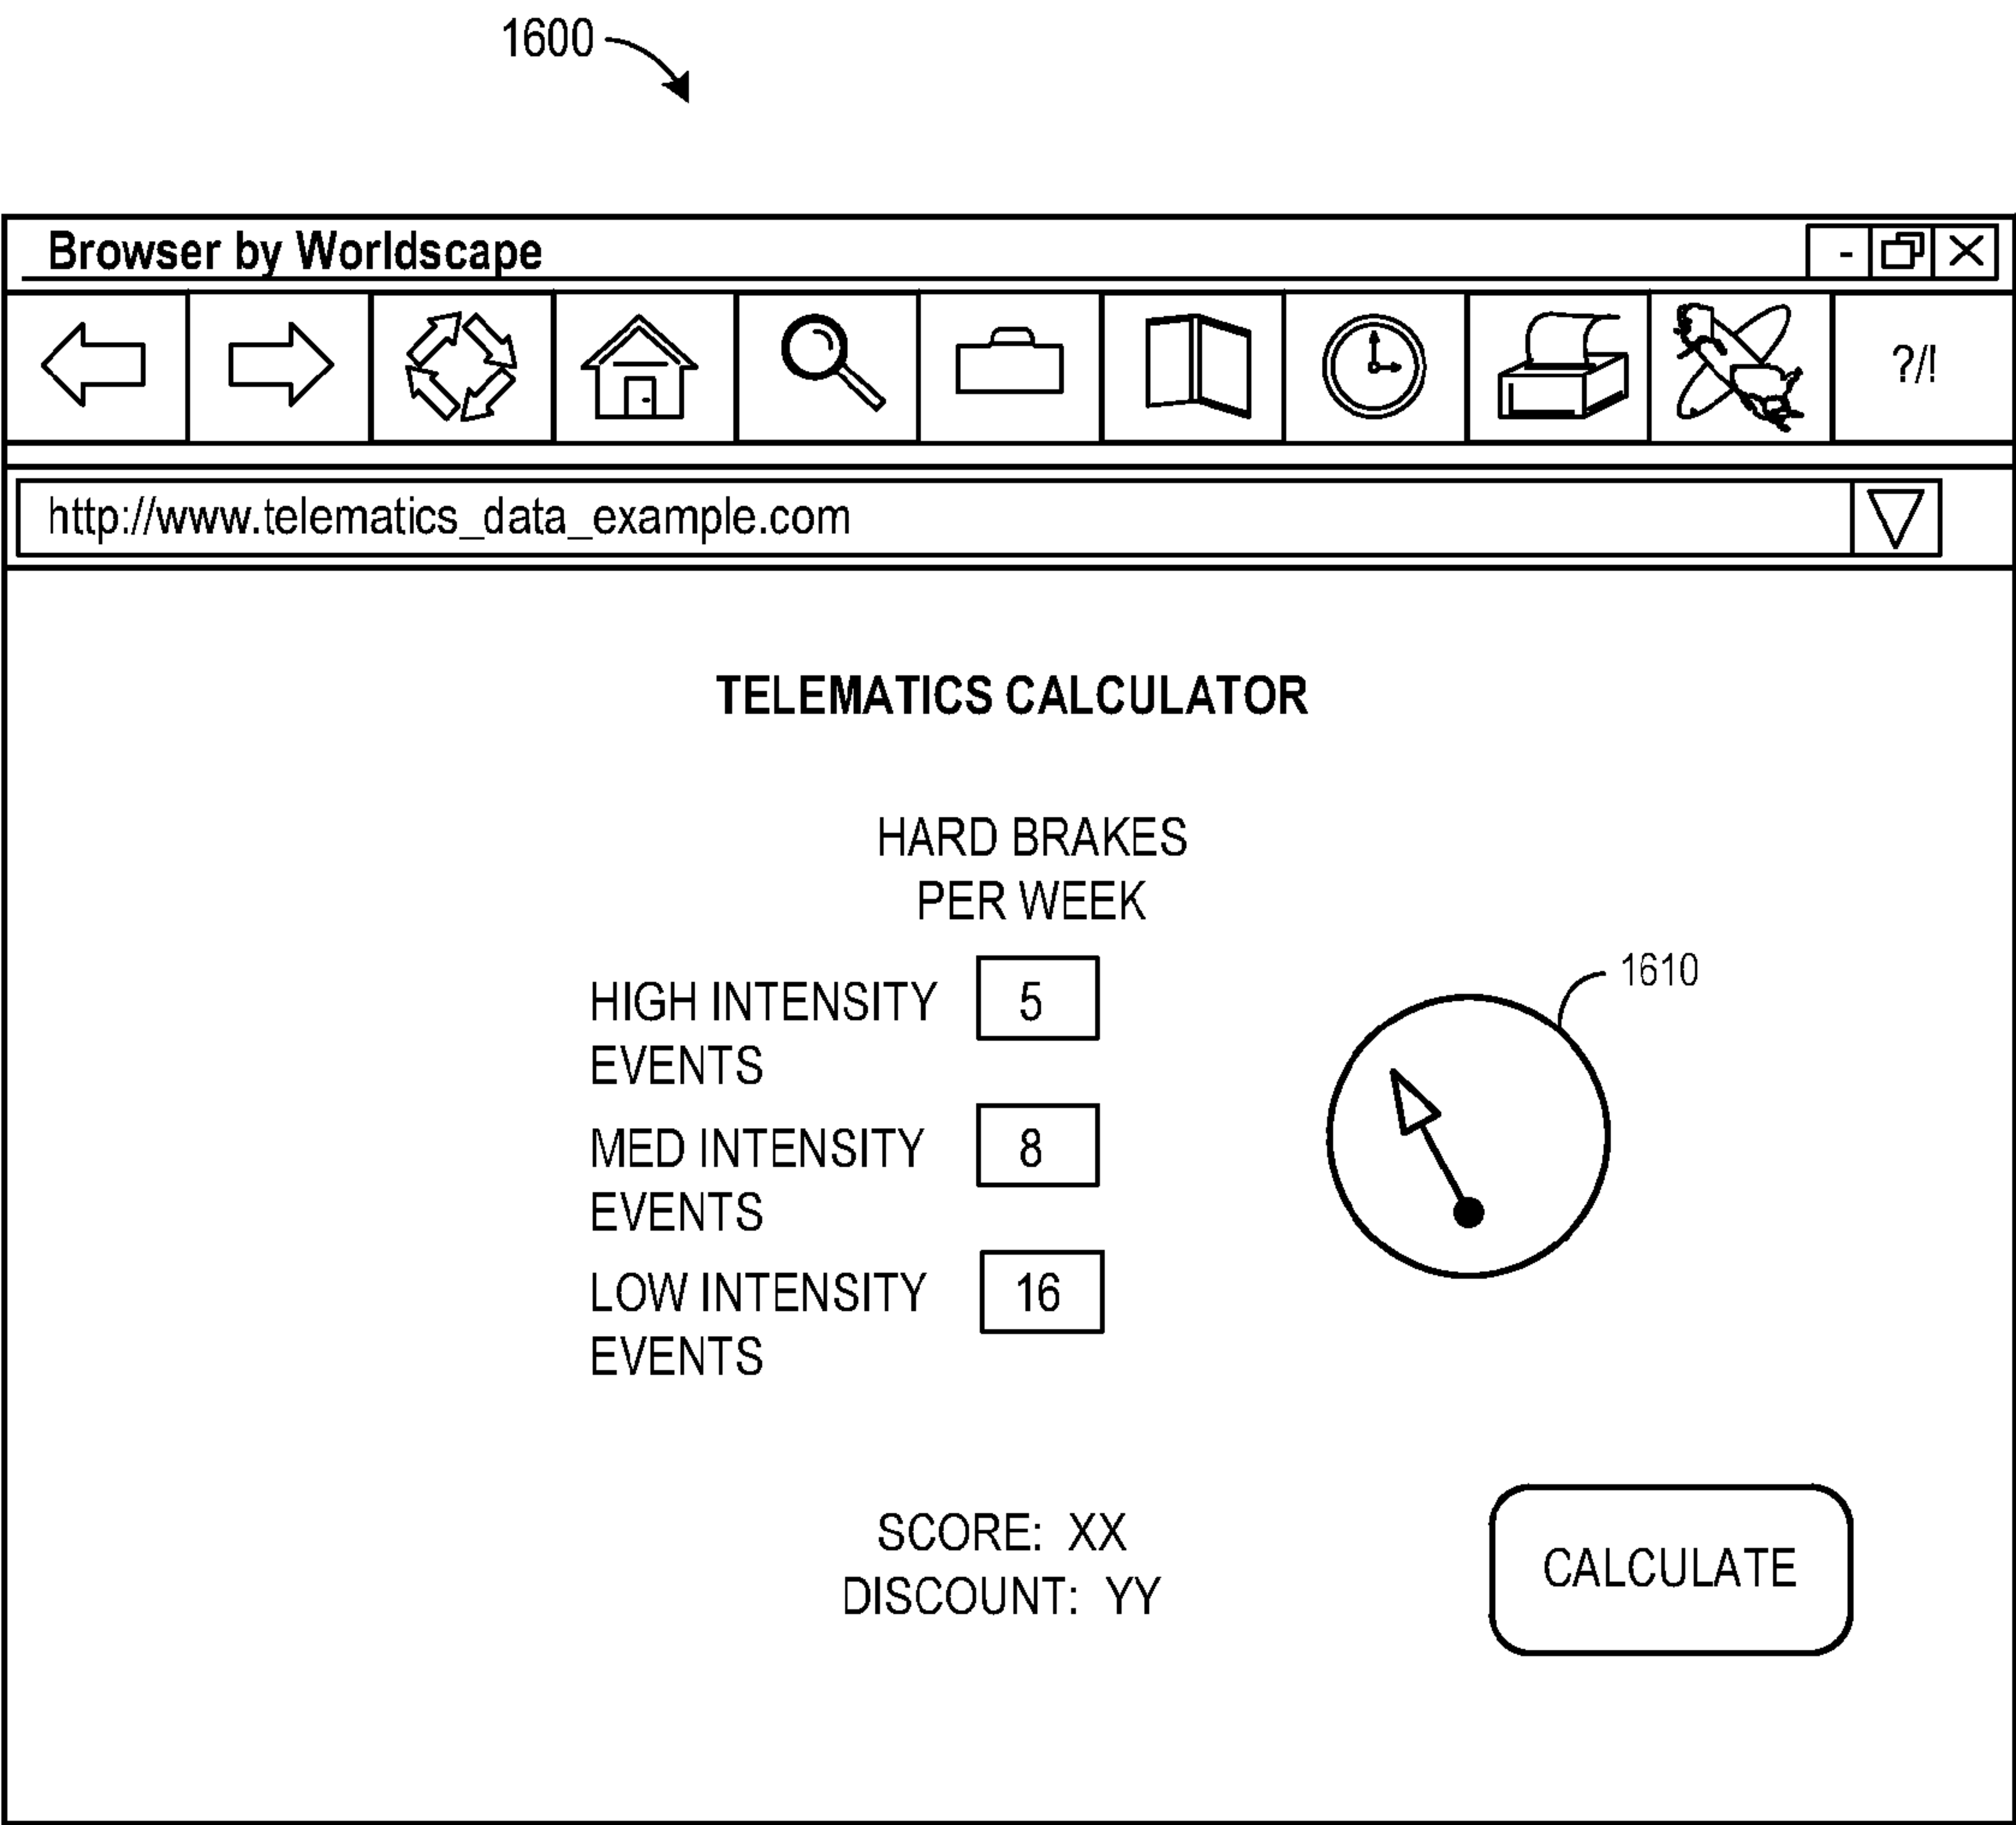 1600
Browser by Worldscape
?/!
http://www.telematics_data_example.com
TELEMATICS CALCULATOR
HARD BRAKES
PER WEEK
HIGH INTENSITY 5
EVENTS
1610
MED INTENSITY 8
EVENTS
LOW INTENSITY 16
EVENTS
SCORE: XX
DISCOUNT: YY
CALCULATE